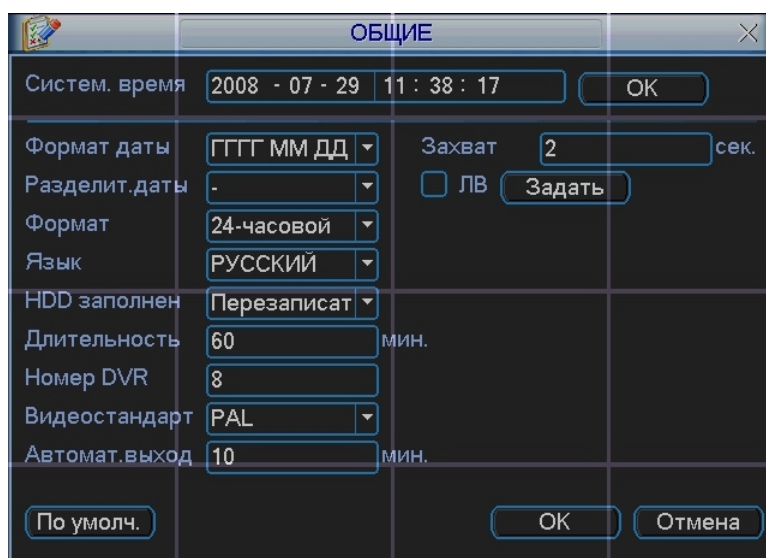 ОБЩИЕ
Систем. время 2008 - 07 - 29 11 : 38 : 17 OK
Формат даты ГГГГ ММ ДД Захват 2 сек.
Разделит.даты - ЛВ Задать
Формат 24-часовой
Язык РУССКИЙ
HDD заполнен Перезаписат
Длительность 60 мин.
Номер DVR 8
Видеостандарт PAL
Автомат.выход 10 мин.
По умолч. OK Отмена